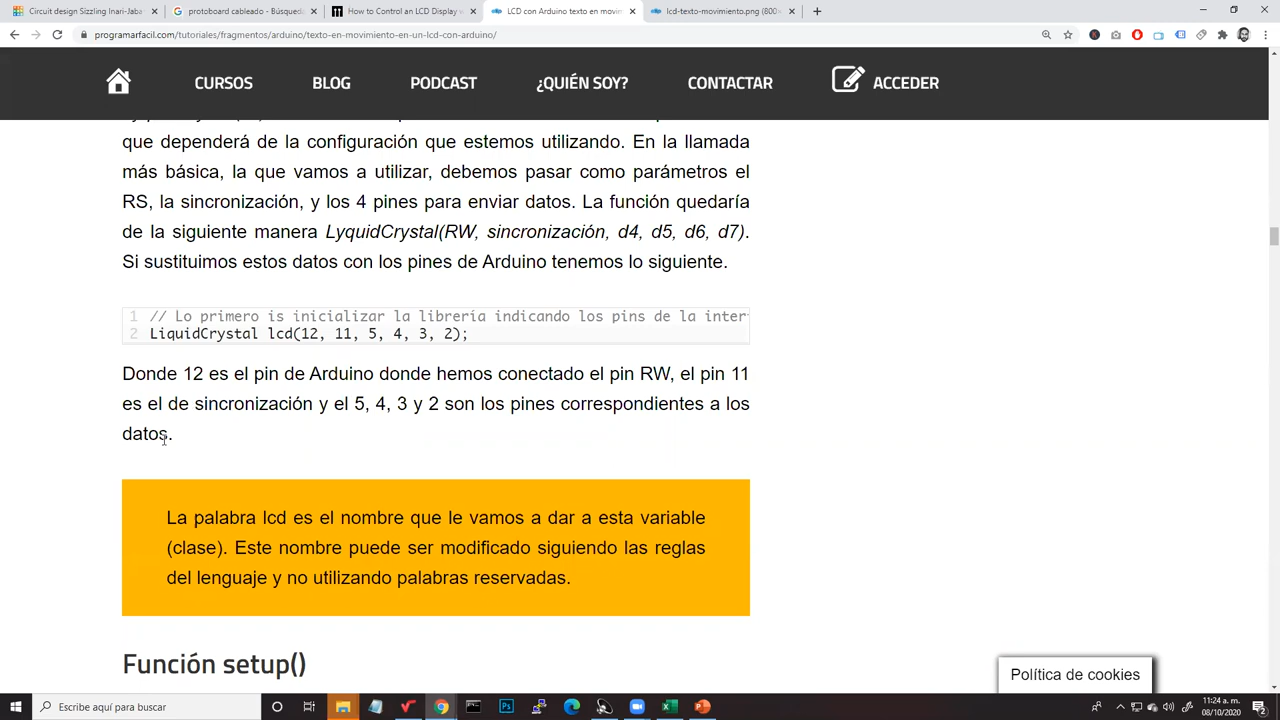 Circuit design Sizzling Inari-Jaba
protoboard cableado - Búsqueda
How to Control an LCD Display w
LCD con Arduino texto en movim
lcd-texto-movimiento.png (800×
programarfacil.com/tutoriales/fragmentos/arduino/texto-en-movimiento-en-un-lcd-con-arduino/
CURSOS BLOG PODCAST ¿QUIÉN SOY? CONTACTAR ACCEDER
que dependerá de la configuración que estemos utilizando. En la llamada
más básica, la que vamos a utilizar, debemos pasar como parámetros el
RS, la sincronización, y los 4 pines para enviar datos. La función quedaría
de la siguiente manera LyquidCrystal(RW, sincronización, d4, d5, d6, d7).
Si sustituimos estos datos con los pines de Arduino tenemos lo siguiente.
1 // Lo primero is inicializar la librería indicando los pins de la inter
2 LiquidCrystal lcd(12, 11, 5, 4, 3, 2);
Donde 12 es el pin de Arduino donde hemos conectado el pin RW, el pin 11
es el de sincronización y el 5, 4, 3 y 2 son los pines correspondientes a los
datos.
La palabra lcd es el nombre que le vamos a dar a esta variable
(clase). Este nombre puede ser modificado siguiendo las reglas
del lenguaje y no utilizando palabras reservadas.
Función setup()
Política de cookies
Escribe aquí para buscar
11:24 a. m.
08/10/2020
2